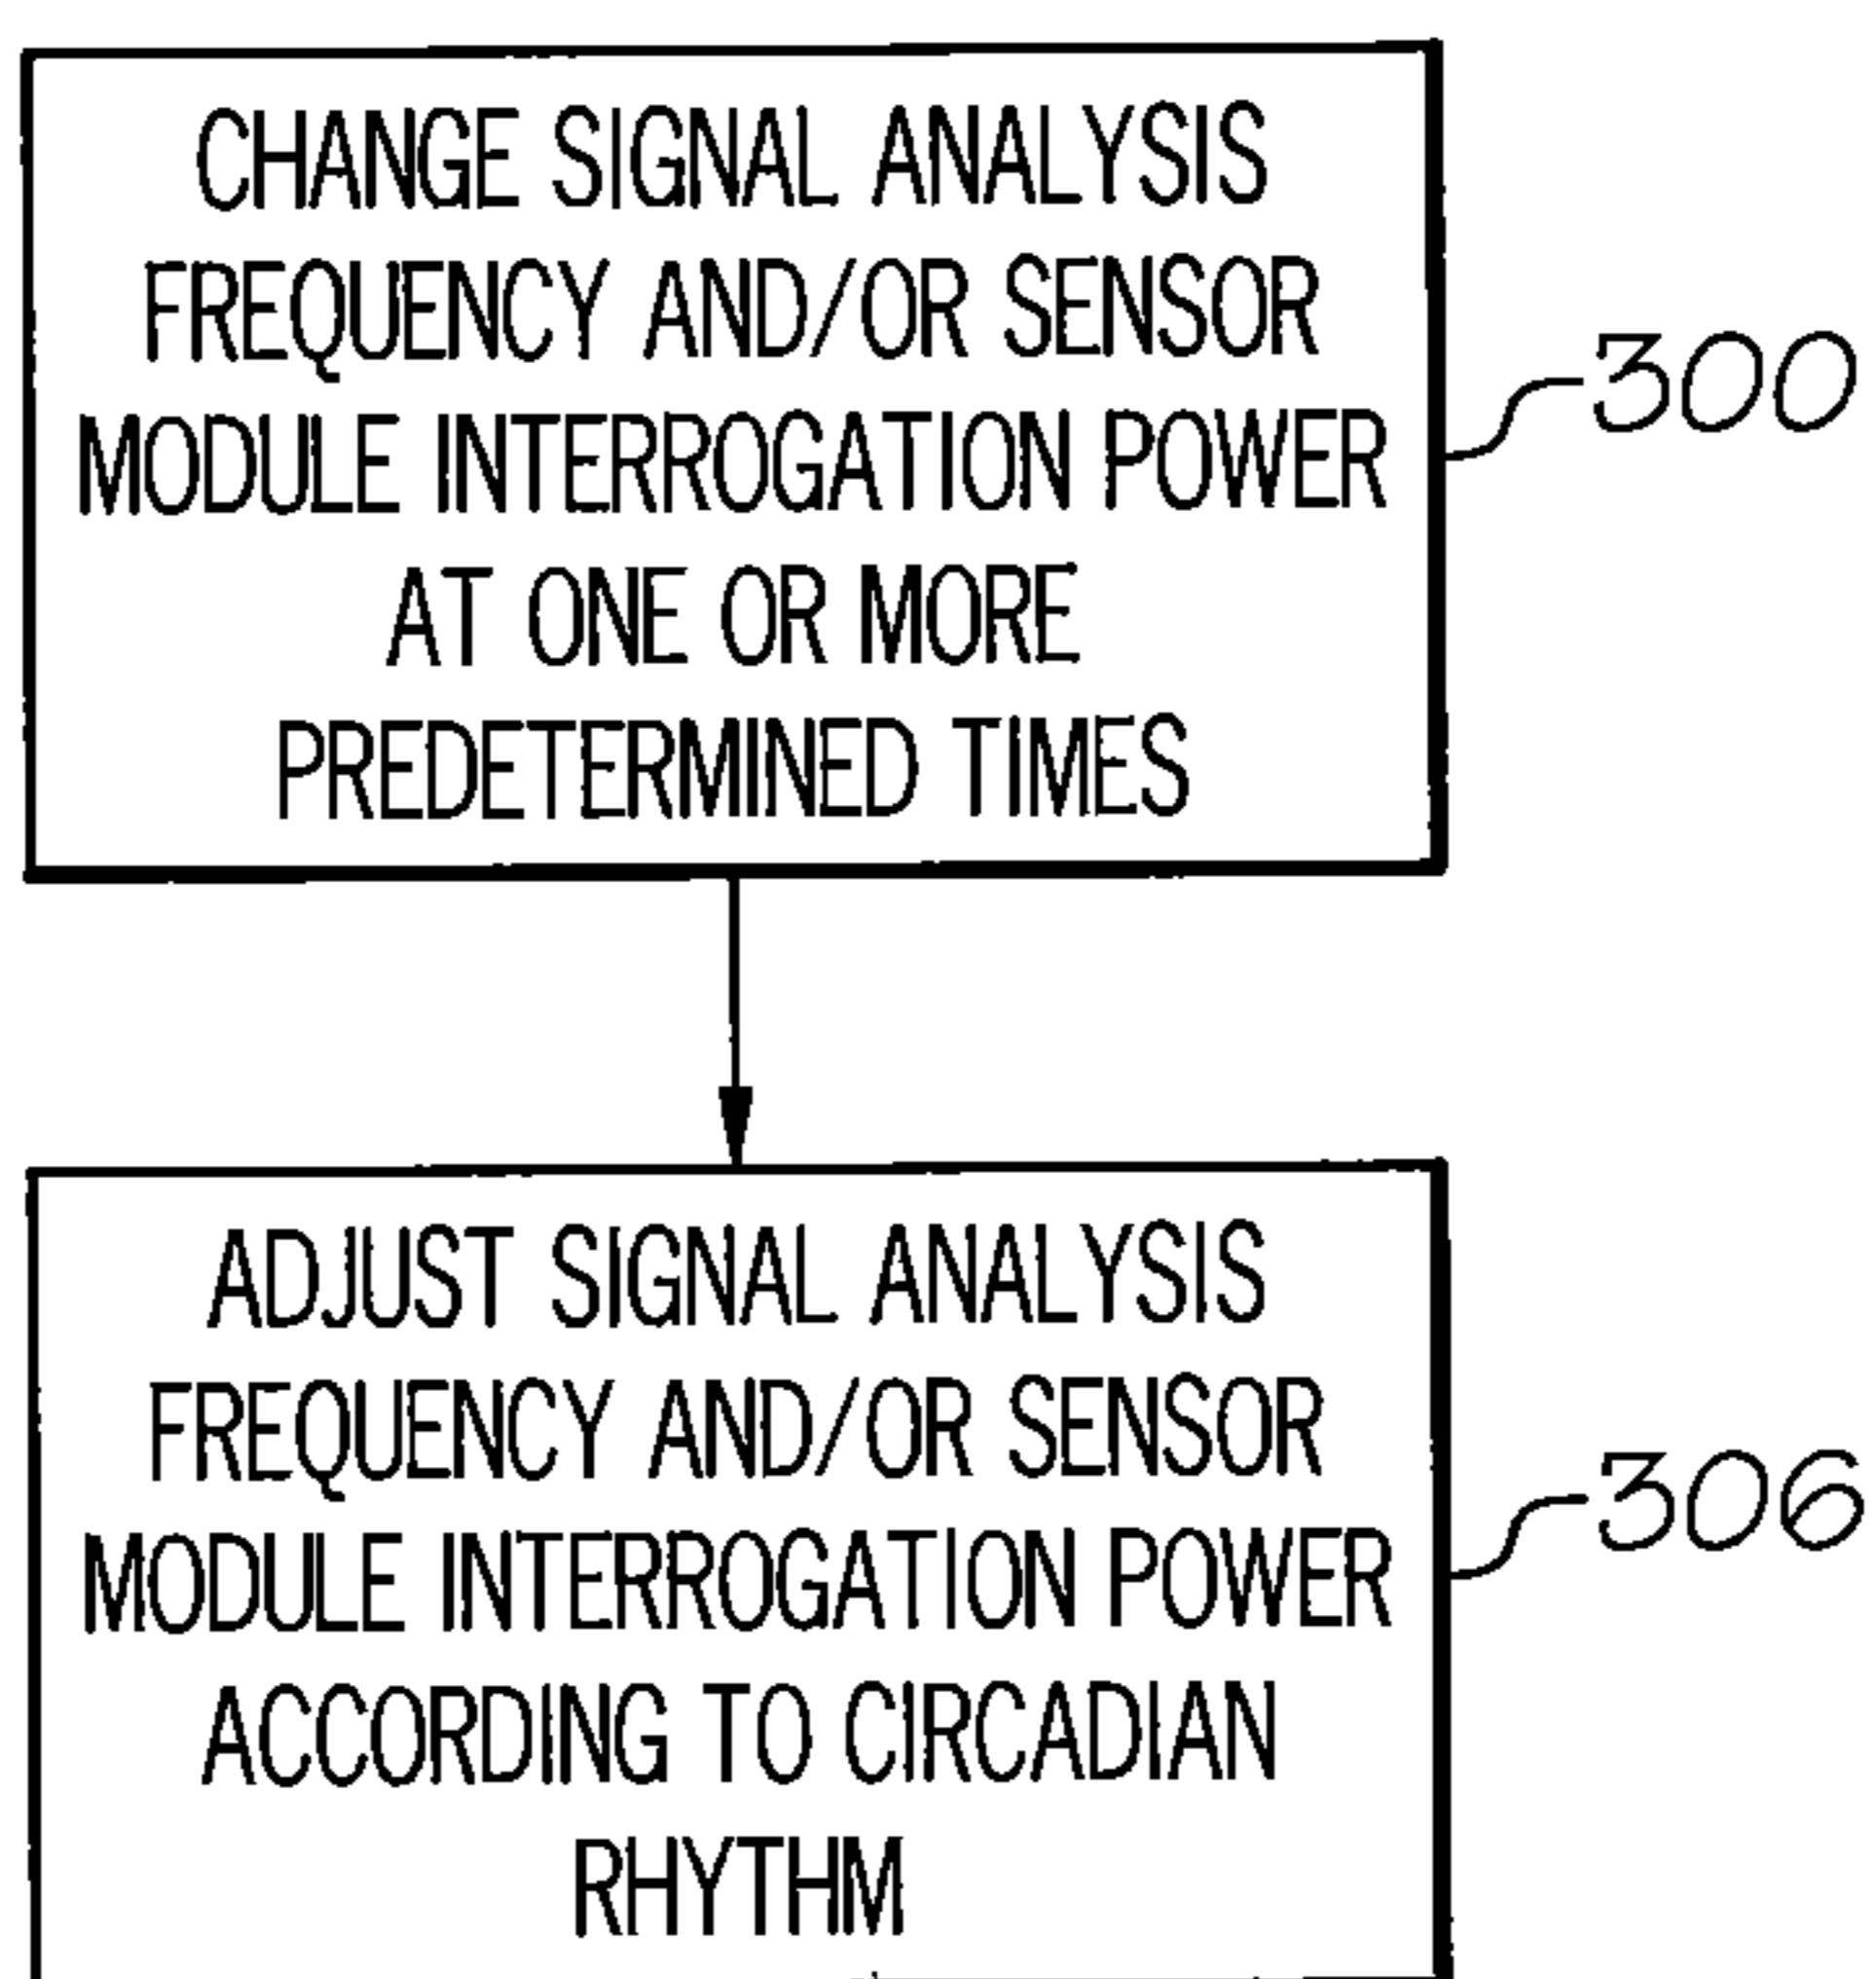 CHANGE SIGNAL ANALYSIS
FREQUENCY AND/OR SENSOR
MODULE INTERROGATION POWER
AT ONE OR MORE
PREDETERMINED TIMES
300
ADJUST SIGNAL ANALYSIS
FREQUENCY AND/OR SENSOR
MODULE INTERROGATION POWER
ACCORDING TO CIRCADIAN
RHYTHM
306